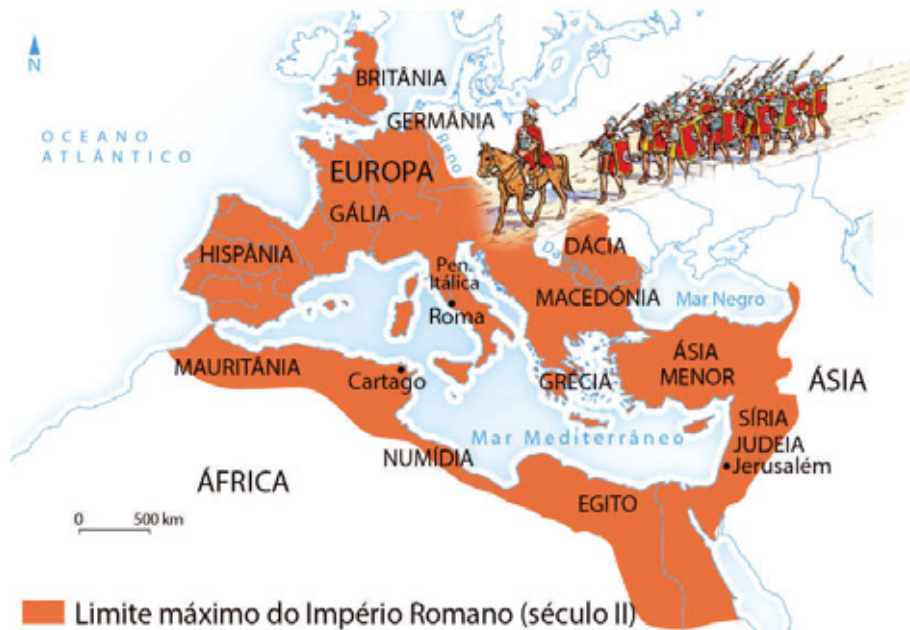 N
BRITÂNIA
OCEANO
ATLÂNTICO
GERMÂNIA
Reno
EUROPA
GÁLIA
HISPÂNIA
DÁCIA
Danúbio
Pen.
Itálica
MACEDÓNIA
Mar Negro
Roma
MAURITÂNIA
Cartago
GRÉCIA
ÁSIA
MENOR
ÁSIA
SÍRIA
Mar Mediterrâneo
JUDEIA
Jerusalém
NUMÍDIA
ÁFRICA
EGITO
0 500 km
Limite máximo do Império Romano (século II)